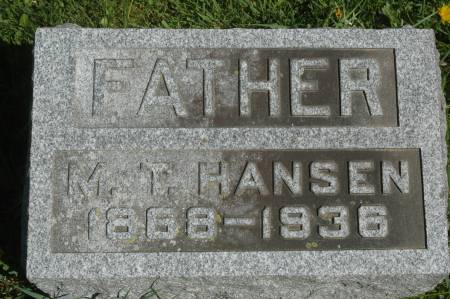 FATHER
M. T. HANSEN
1868-1936